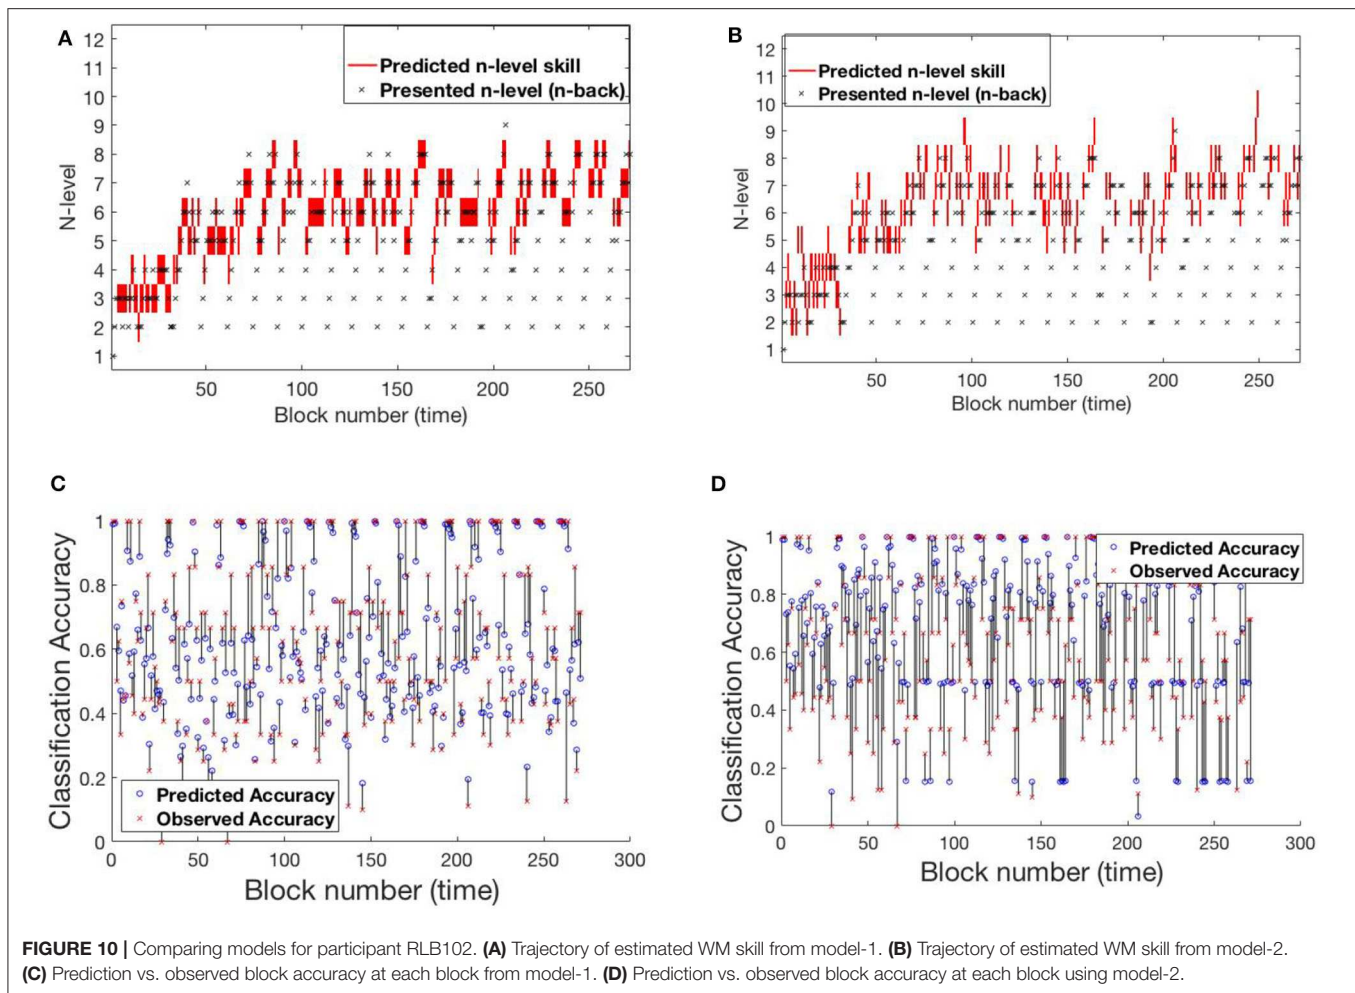 A
12
11
10
9
8
7
6
5
4
3
2
1
N-level
Predicted n-level skill
Presented n-level (n-back)
50 100 150 200 250
Block number (time)
B
12
11
10
9
8
7
6
5
4
3
2
1
N-level
Predicted n-level skill
Presented n-level (n-back)
50 100 150 200 250
Block number (time)
C
1
0.8
0.6
0.4
0.2
0
Classification Accuracy
Predicted Accuracy
Observed Accuracy
0 50 100 150 200 250 300
Block number (time)
D
1
0.8
0.6
0.4
0.2
0
Classification Accuracy
Predicted Accuracy
Observed Accuracy
0 50 100 150 200 250 300
Block number (time)
FIGURE 10 | Comparing models for participant RLB102. (A) Trajectory of estimated WM skill from model-1. (B) Trajectory of estimated WM skill from model-2.
(C) Prediction vs. observed block accuracy at each block from model-1. (D) Prediction vs. observed block accuracy at each block using model-2.